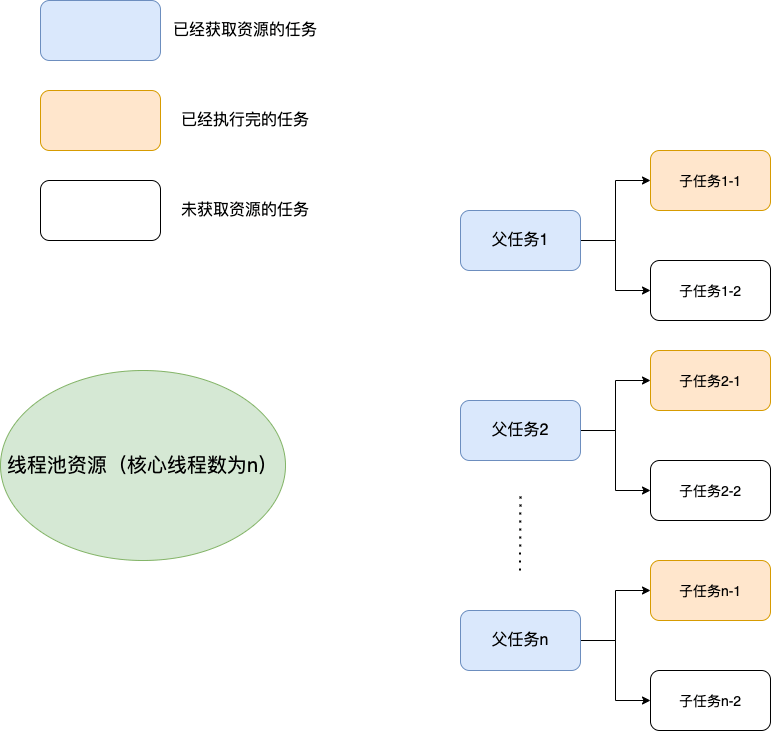 已经获取资源的任务
已经执行完的任务
未获取资源的任务
线程池资源（核心线程数为n）
父任务1
子任务1-1
子任务1-2
父任务2
子任务2-1
子任务2-2
父任务n
子任务n-1
子任务n-2